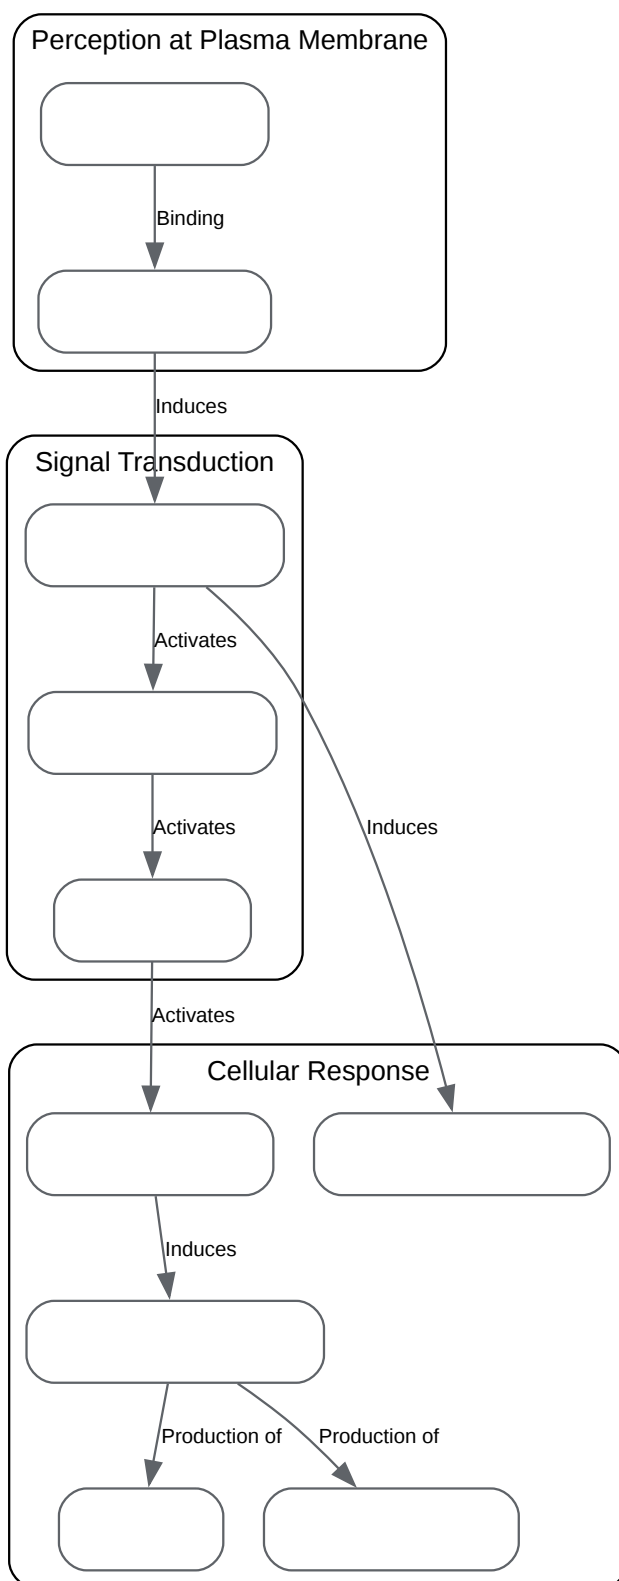 Perception at Plasma Membrane
Binding
Induces
Signal Transduction
Activates
Activates
Induces
Activates
Cellular Response
Induces
Production of
Production of